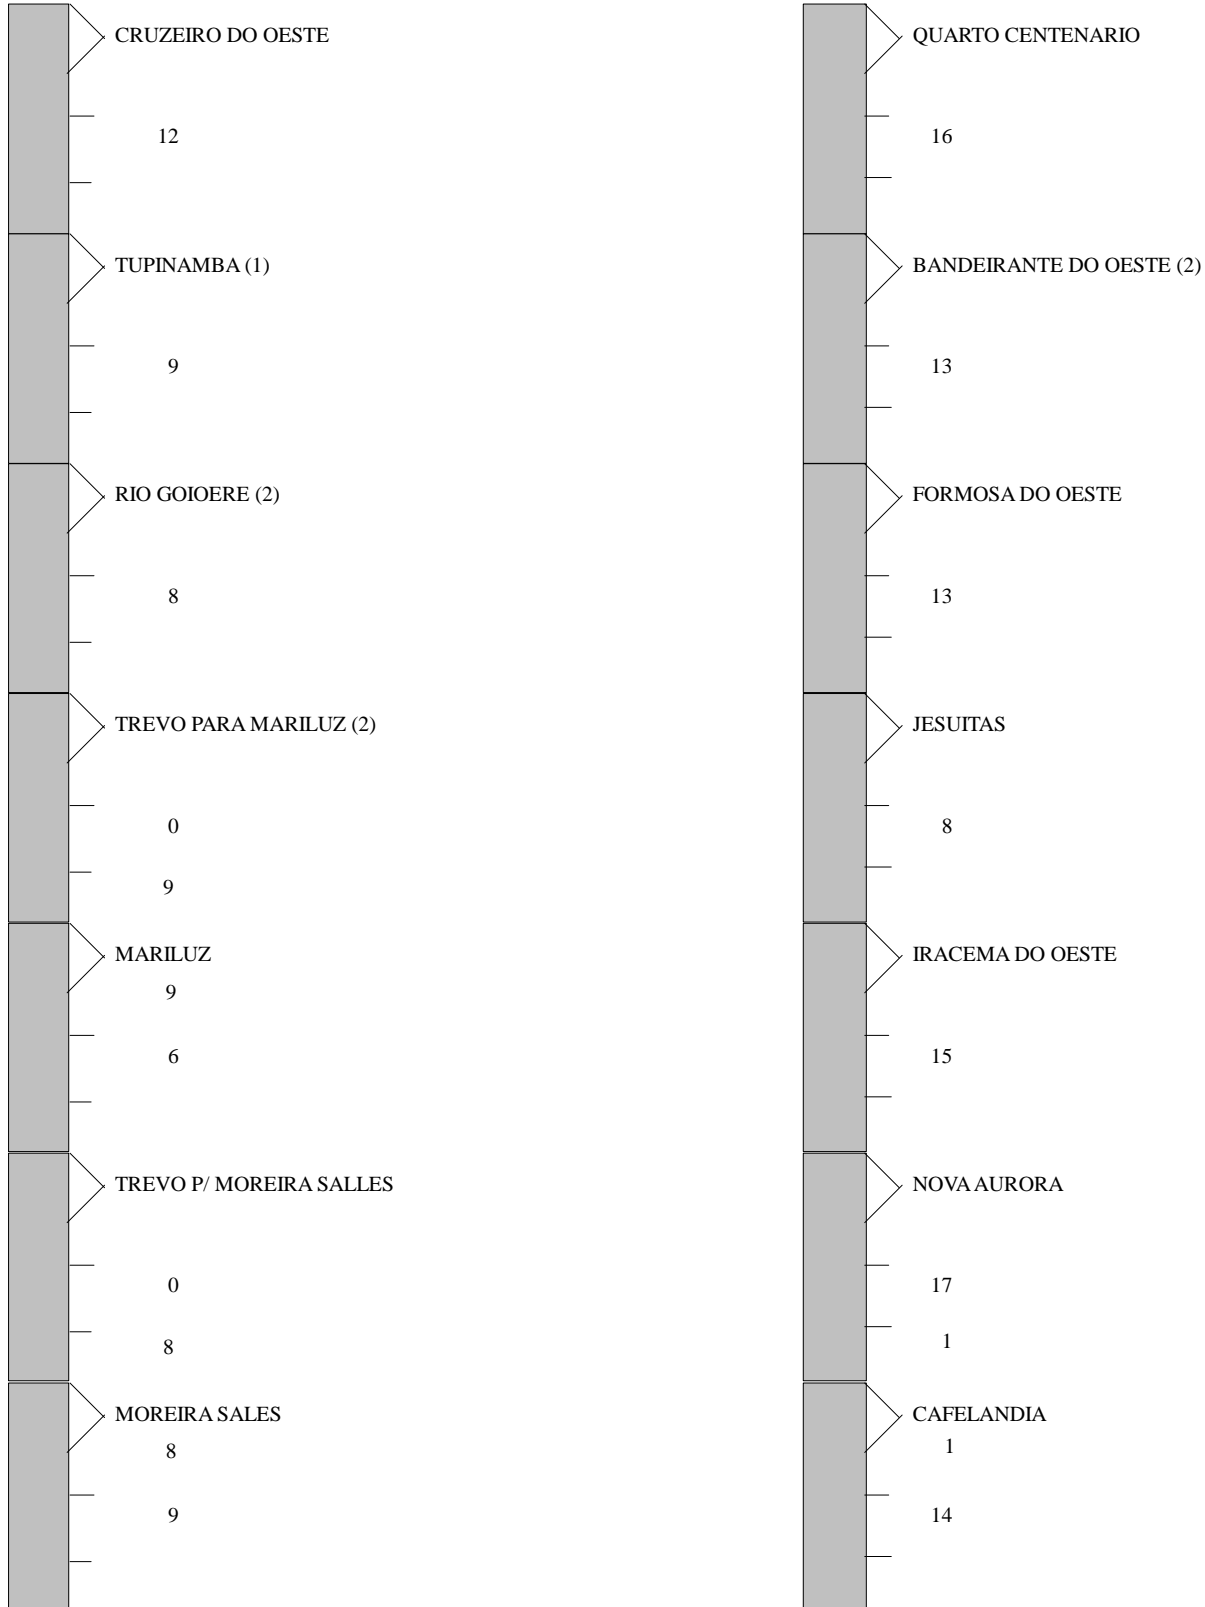 CRUZEIRO DO OESTE
12
TUPINAMBA (1)
9
RIO GOIOERE (2)
8
TREVO PARA MARILUZ (2)
0
9
MARILUZ
9
6
TREVO P/ MOREIRA SALLES
0
8
MOREIRA SALES
8
9
QUARTO CENTENARIO
16
BANDEIRANTE DO OESTE (2)
13
FORMOSA DO OESTE
13
JESUITAS
8
IRACEMA DO OESTE
15
NOVA AURORA
17
1
CAFELANDIA
1
14